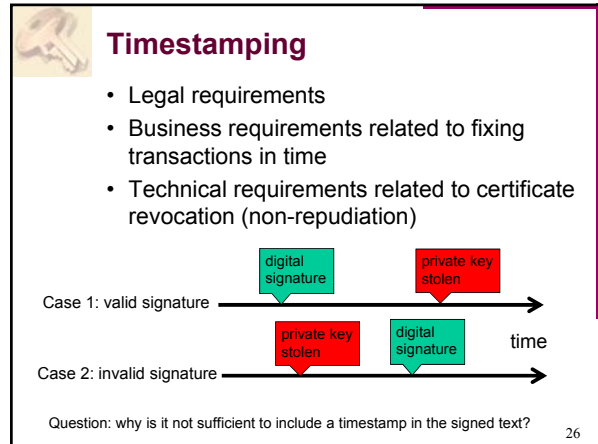 Timestamping
• Legal requirements
• Business requirements related to fixing
transactions in time
• Technical requirements related to certificate
revocation (non-repudiation)
digital
signature
private key
stolen
Case 1: valid signature
time
private key
stolen
digital
signature
Case 2: invalid signature
Question: why is it not sufficient to include a timestamp in the signed text?
26